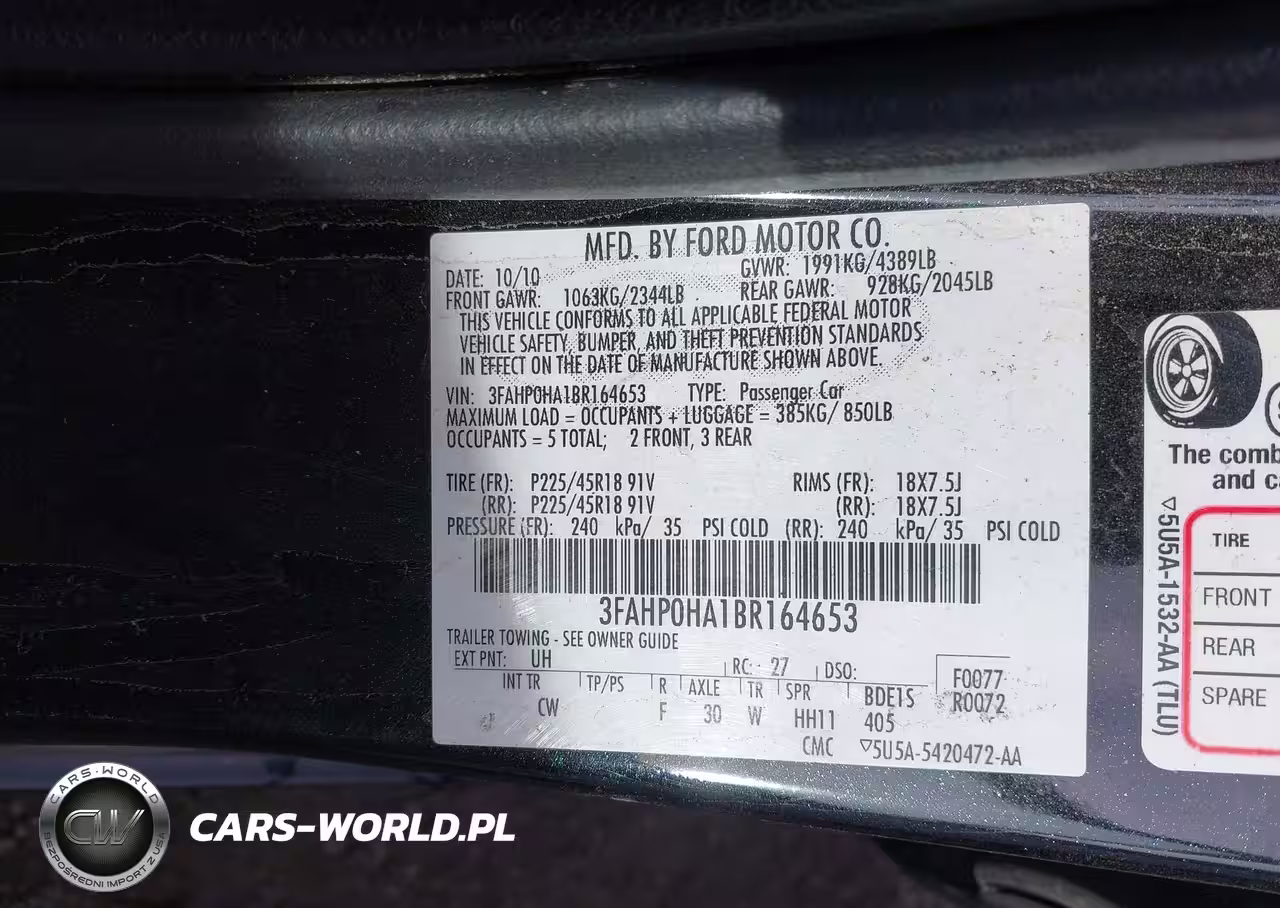 MFD. BY FORD MOTOR CO.
DATE: 10/10 GVWR: 1991KG/4389LB
FRONT GAWR: 1063KG/2344LB REAR GAWR: 928KG/2045LB
THIS VEHICLE CONFORMS TO ALL APPLICABLE FEDERAL MOTOR
VEHICLE SAFETY, BUMPER, AND THEFT PREVENTION STANDARDS
IN EFFECT ON THE DATE OF MANUFACTURE SHOWN ABOVE.
VIN: 3FAHP0HA1BR164653 TYPE: Passenger Car
MAXIMUM LOAD = OCCUPANTS + LUGGAGE = 385KG/ 850LB
OCCUPANTS = 5 TOTAL; 2 FRONT, 3 REAR
TIRE (FR): P225/45R18 91V RIMS (FR): 18X7.5J
(RR): P225/45R18 91V (RR): 18X7.5J
PRESSURE (FR): 240 kPa/ 35 PSI COLD (RR): 240 kPa/ 35 PSI COLD
3FAHP0HA1BR164653
TRAILER TOWING - SEE OWNER GUIDE
EXT PNT: UH RC: 27 DSO: F0077
INT TR TP/PS R AXLE TR SPR BDE1S R0072
CW F 30 W HH11 405
CMC ▽5U5A-5420472-AA
The comb
and ca
▽5U5A-1532-AA (TLU)
TIRE
FRONT
REAR
SPARE
CARS-WORLD
CW
BEZPOŚREDNI IMPORT Z USA
CARS-WORLD.PL